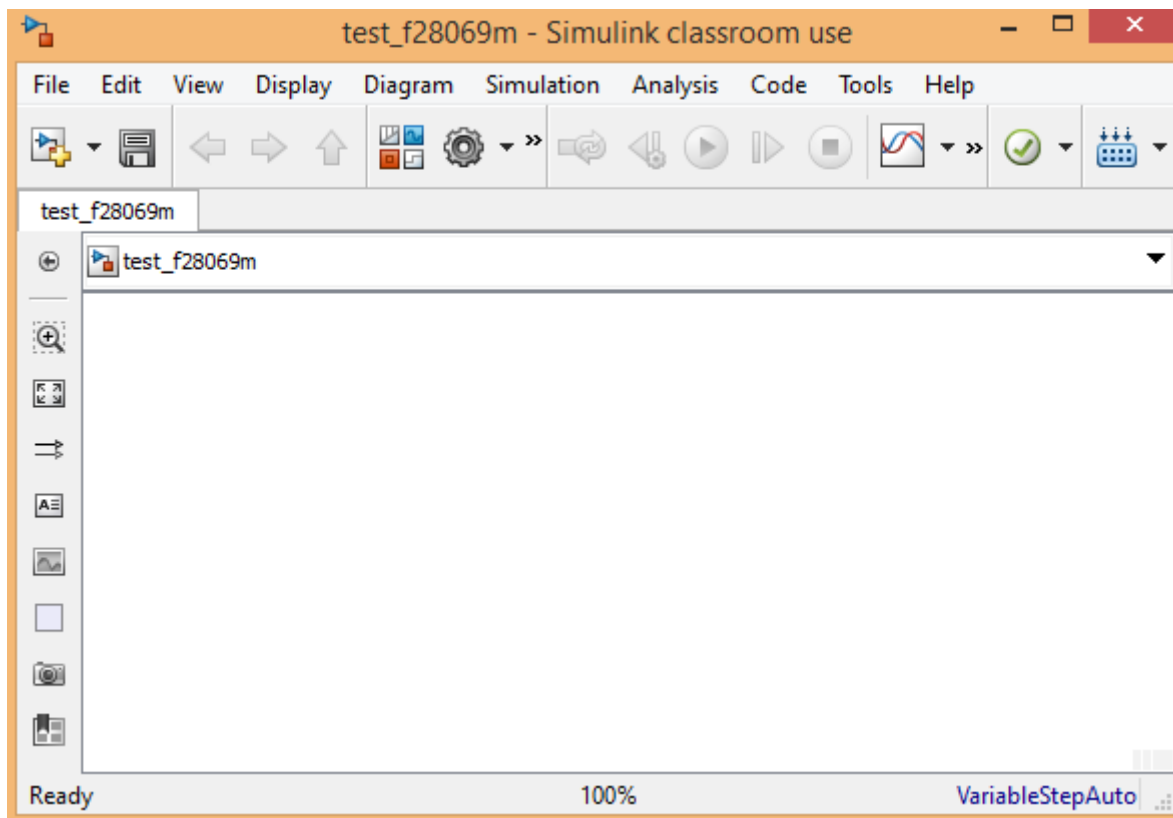 test_f28069m - Simulink classroom use
File Edit View Display Diagram Simulation Analysis Code Tools Help
test_f28069m
test_f28069m
Ready 100% VariableStepAuto